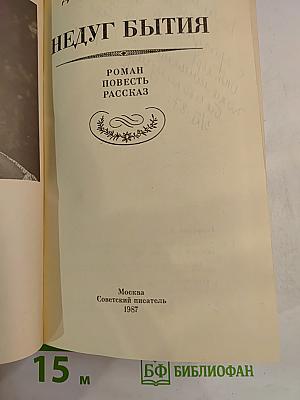 НЕДУГ БЫТИЯ
РОМАН
ПОВЕСТЬ
РАССКАЗ
Москва
Советский писатель
1987
15 м
БФ БИБЛИОФАН